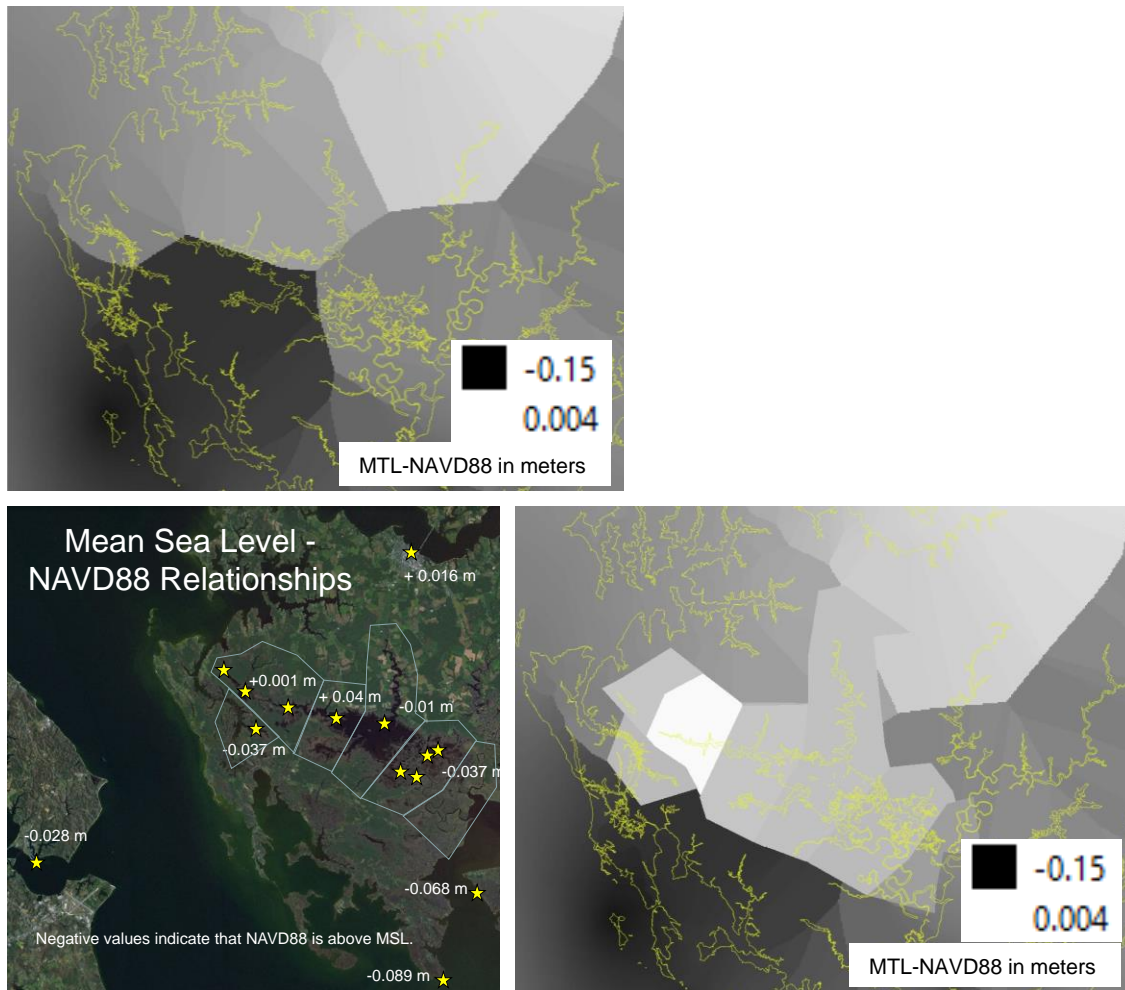 -0.15
0.004
MTL-NAVD88 in meters
Mean Sea Level -
NAVD88 Relationships
+ 0.016 m
+0.001 m
+ 0.04 m
-0.01 m
-0.037 m
-0.037 m
-0.028 m
-0.068 m
Negative values indicate that NAVD88 is above MSL.
-0.089 m
-0.15
0.004
MTL-NAVD88 in meters